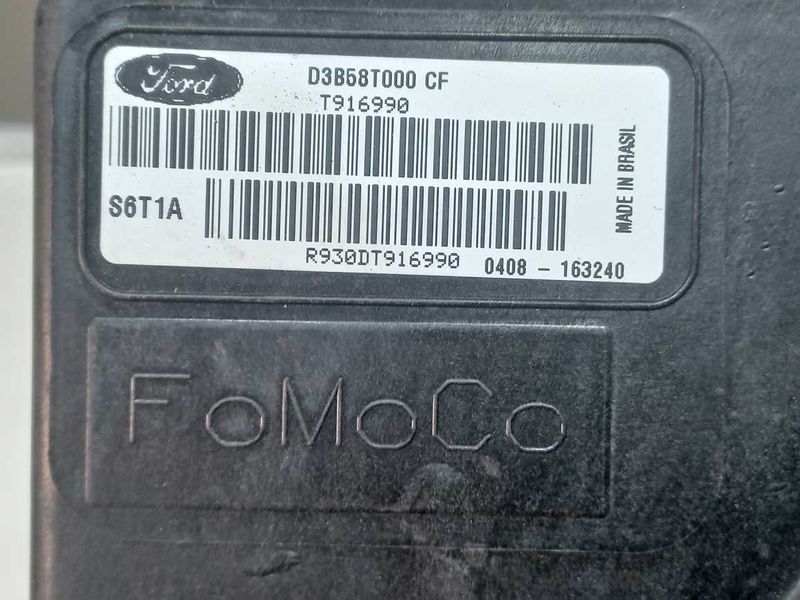 Ford
D3B58T000 CF
T916990
S6T1A
R930DT916990
0408 - 163240
MADE IN BRASIL
FoMoCo